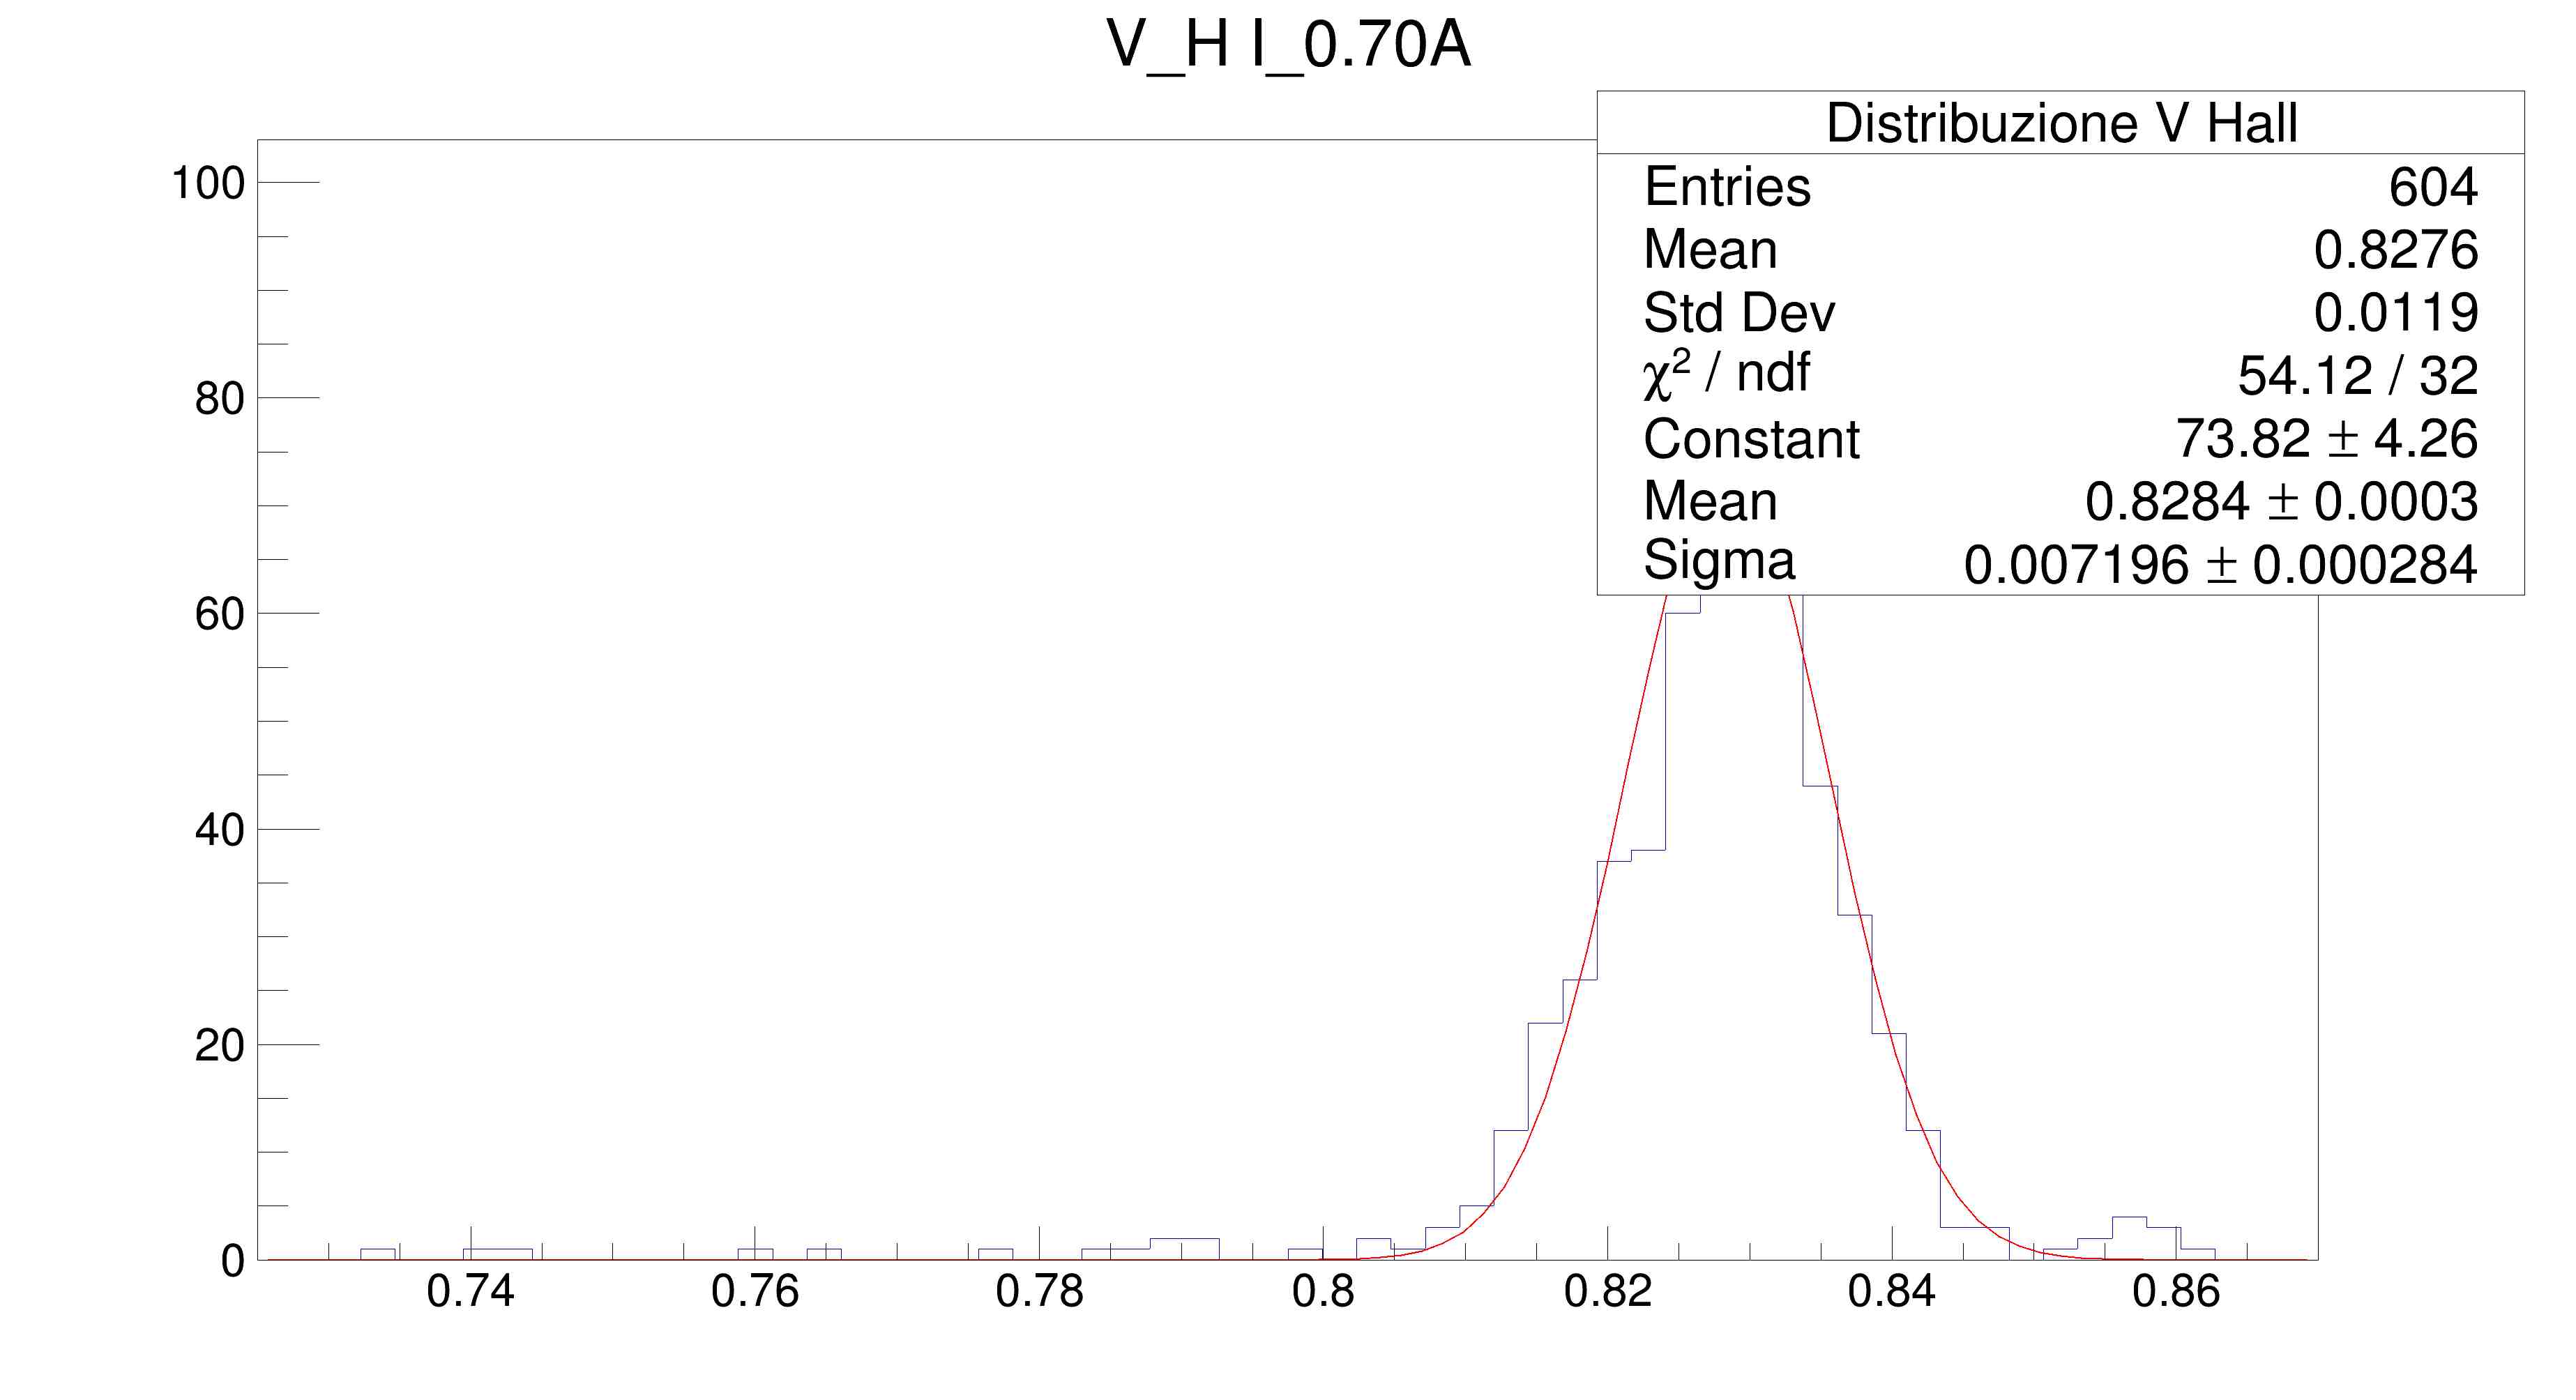 V_H I_0.70A
Distribuzione V Hall
Entries 604
Mean 0.8276
Std Dev 0.0119
χ² / ndf 54.12 / 32
Constant 73.82 ± 4.26
Mean 0.8284 ± 0.0003
Sigma 0.007196 ± 0.000284
100
80
60
40
20
0
0.74 0.76 0.78 0.8 0.82 0.84 0.86